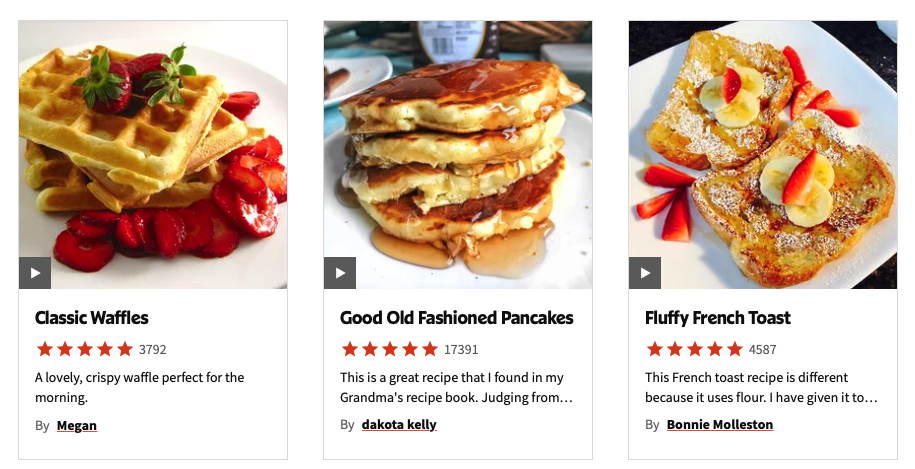 Classic Waffles
3792
A lovely, crispy waffle perfect for the
morning.
By Megan
Good Old Fashioned Pancakes
17391
This is a great recipe that I found in my
Grandma's recipe book. Judging from…
By dakota kelly
Fluffy French Toast
4587
This French toast recipe is different
because it uses flour. I have given it to…
By Bonnie Molleston